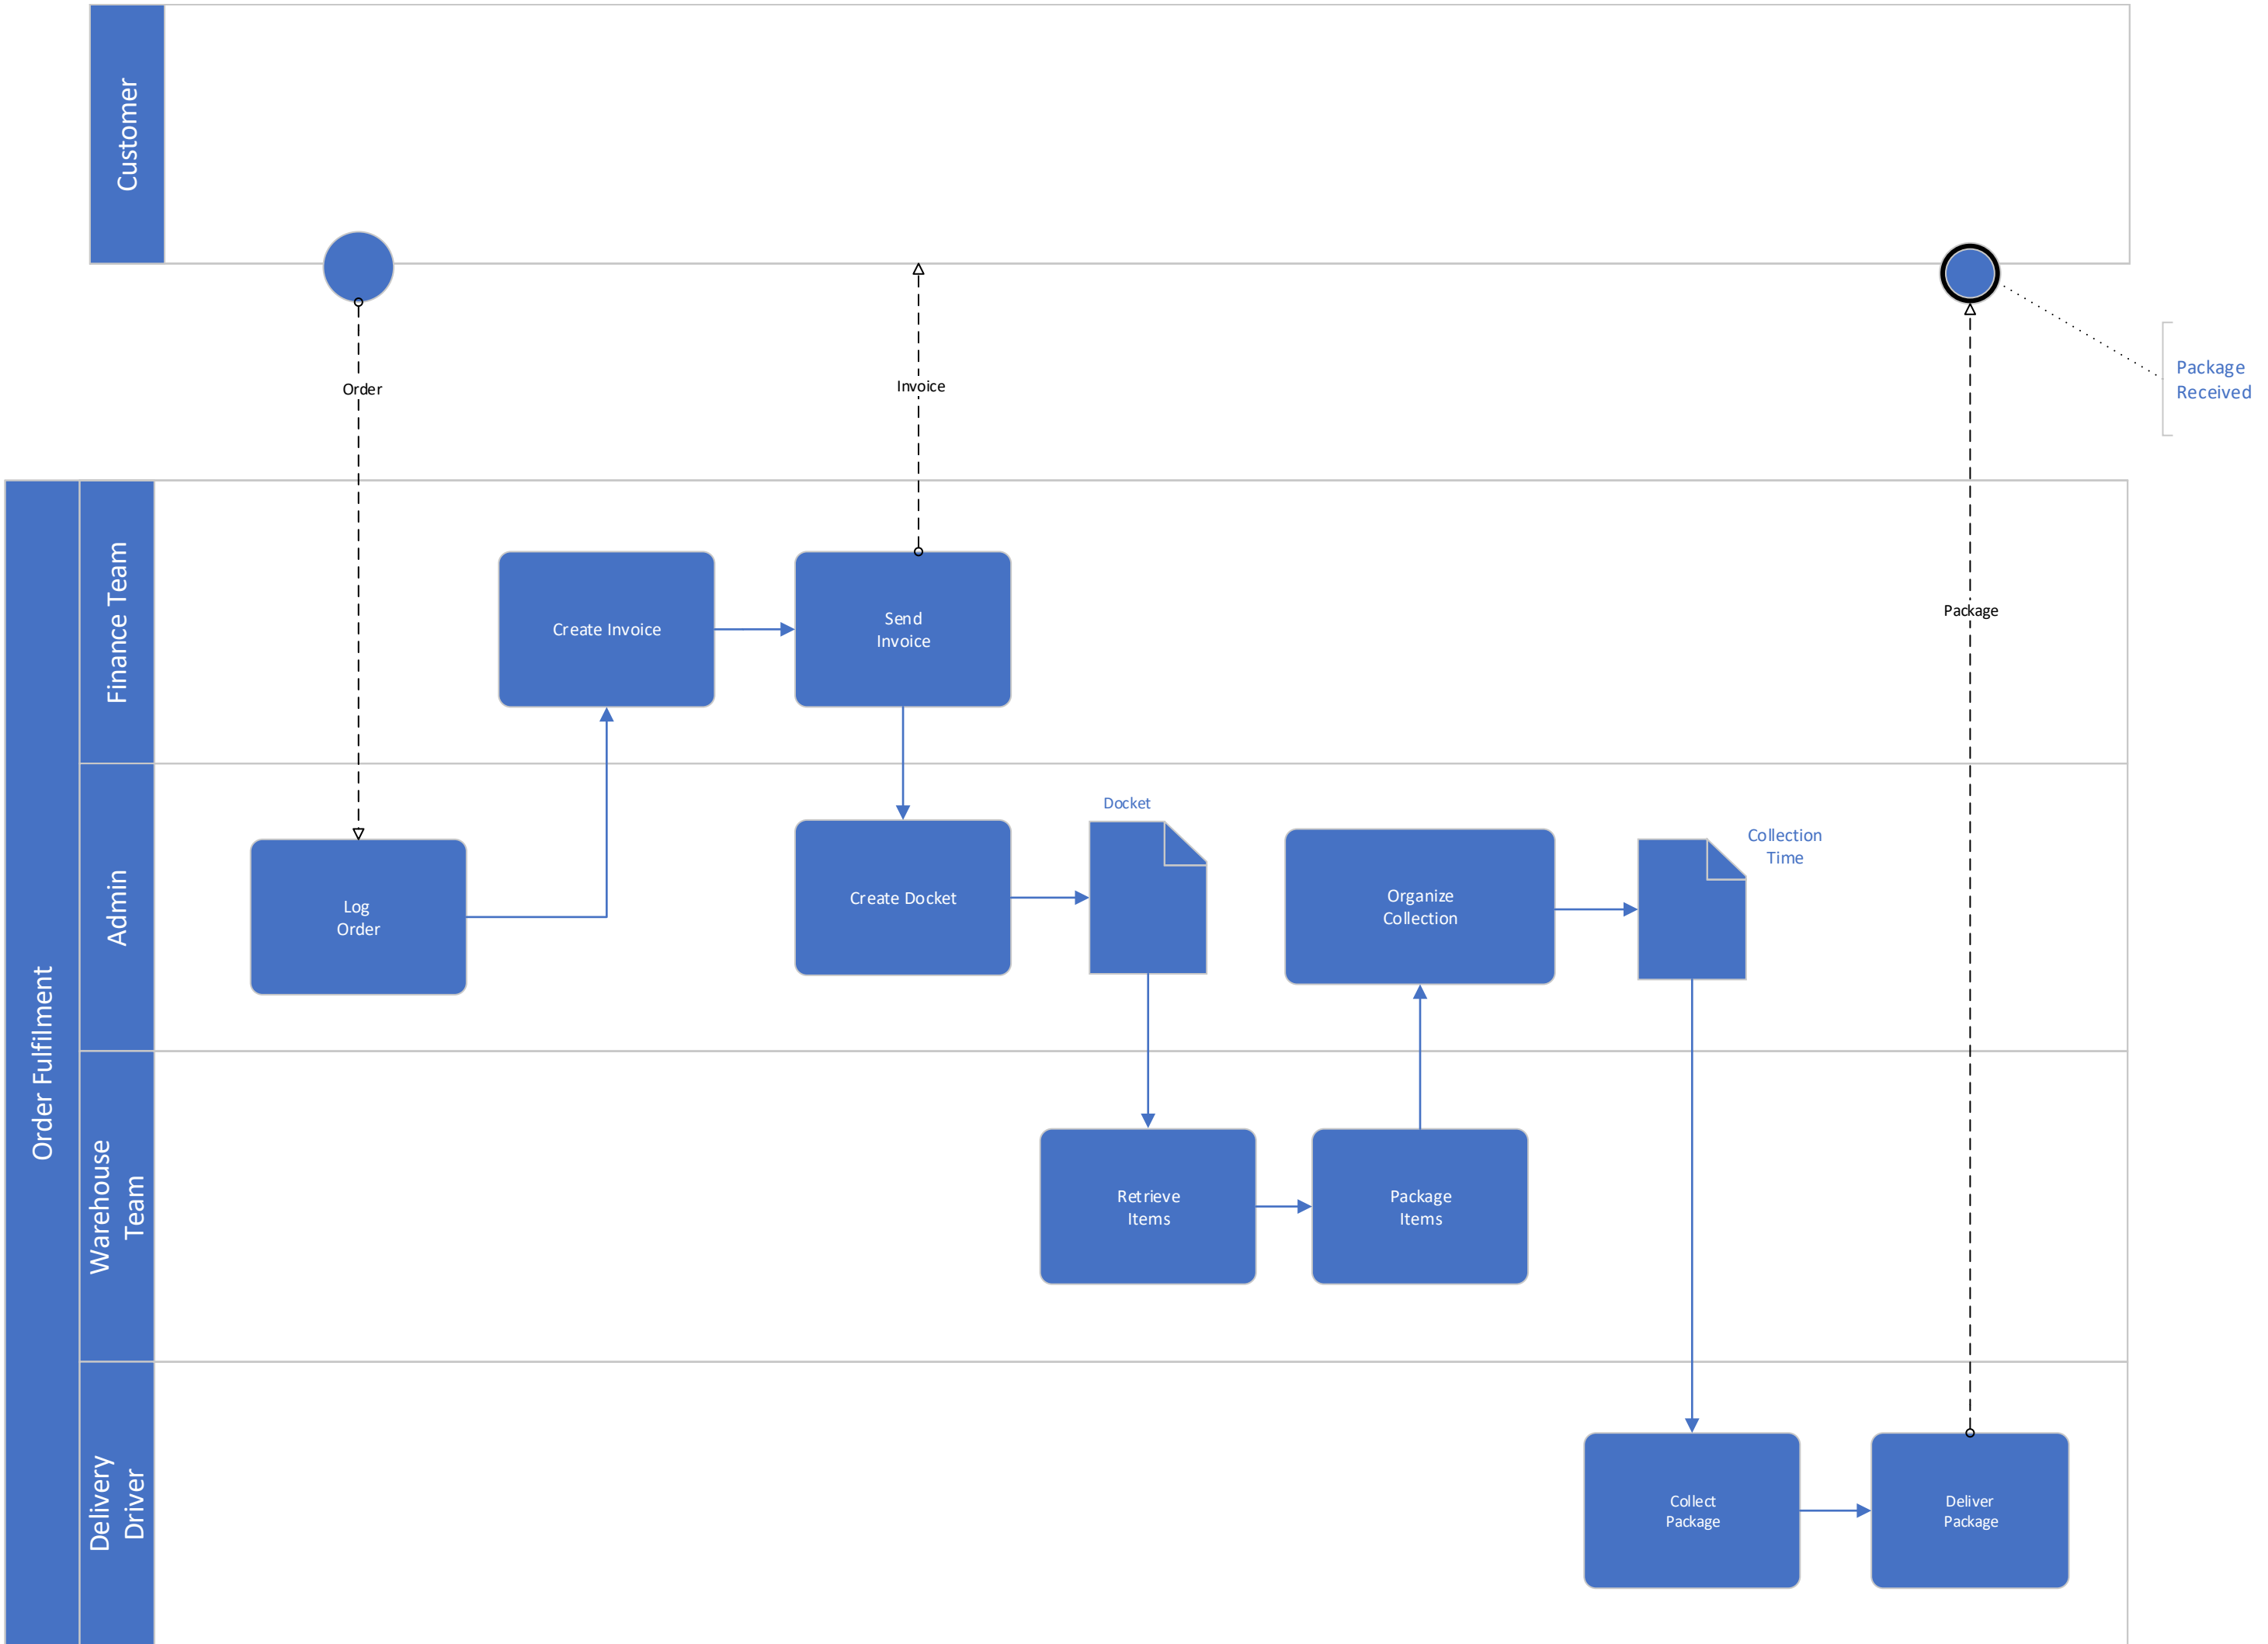 Customer
Order
Invoice
Package
Received
Order Fulfilment
Finance Team
Create Invoice
Send
Invoice
Package
Admin
Log
Order
Create Docket
Docket
Organize
Collection
Collection
Time
Warehouse
Team
Retrieve
Items
Package
Items
Delivery
Driver
Collect
Package
Deliver
Package